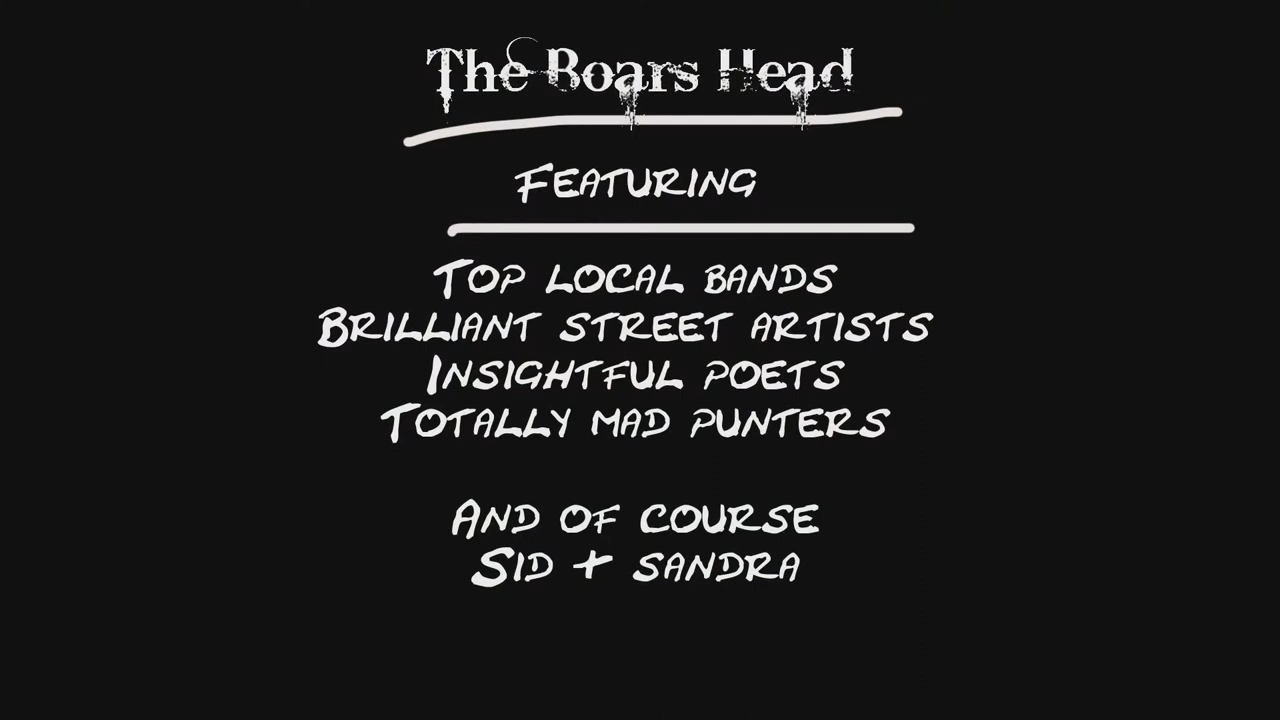 The Boars Head
Featuring
Top local bands
Brilliant street artists
Insightful poets
Totally mad punters
And of course
Sid + sandra